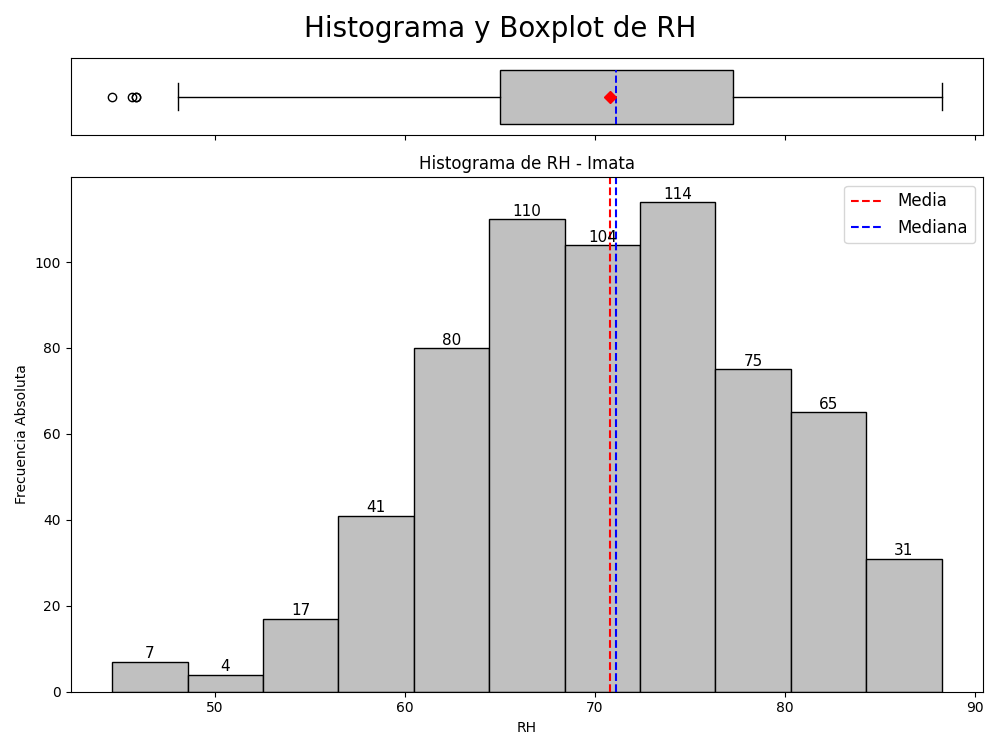 Histograma y Boxplot de RH
Histograma de RH - Imata
Media
Mediana
114
110
104
80
75
65
41
31
17
7
4
100
80
60
40
20
0
Frecuencia Absoluta
50 60 70 80 90
RH